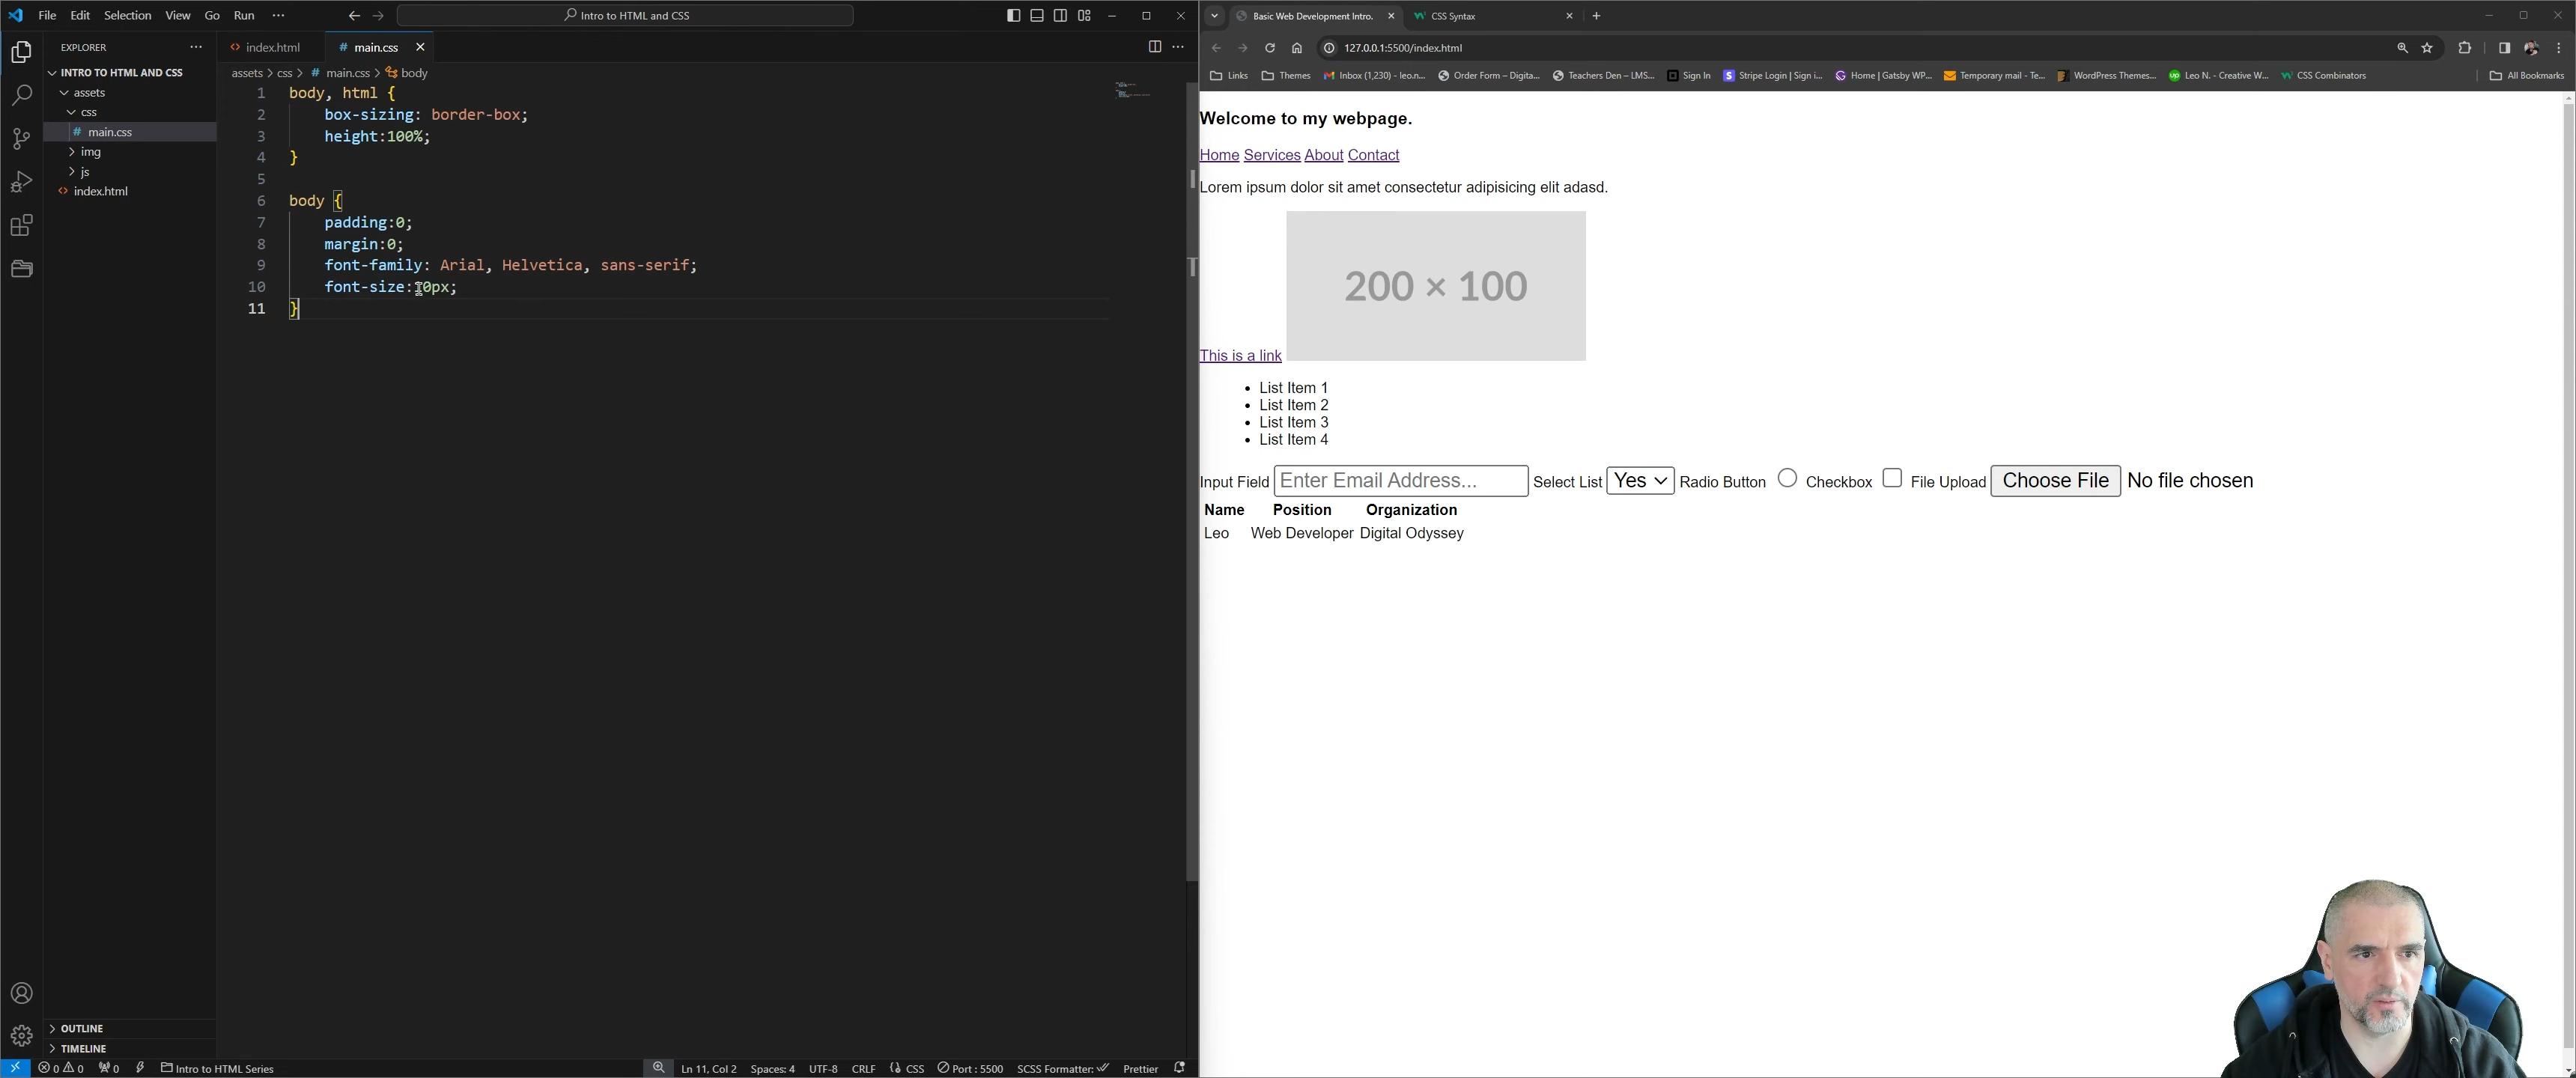 File Edit Selection View Go Run ··· Intro to HTML and CSS
EXPLORER ···
INTRO TO HTML AND CSS
assets
css
# main.css
img
js
index.html
OUTLINE
TIMELINE
index.html # main.css
assets > css > # main.css > body
1 body, html {
2 box-sizing: border-box;
3 height:100%;
4 }
5
6 body {
7 padding:0;
8 margin:0;
9 font-family: Arial, Helvetica, sans-serif;
10 font-size:10px;
11 }
0 0 0 Intro to HTML Series Ln 11, Col 2 Spaces: 4 UTF-8 CRLF {} CSS Port : 5500 SCSS Formatter: Prettier
Basic Web Development Intro. CSS Syntax
127.0.0.1:5500/index.html
Links Themes Inbox (1,230) - leo.n... Order Form – Digita... Teachers Den – LMS... Sign In Stripe Login | Sign i... Home | Gatsby WP... Temporary mail - Te... WordPress Themes... Leo N. - Creative W... CSS Combinators All Bookmarks
Welcome to my webpage.
Home Services About Contact
Lorem ipsum dolor sit amet consectetur adipisicing elit adasd.
200 × 100
This is a link
• List Item 1
• List Item 2
• List Item 3
• List Item 4
Input Field Enter Email Address... Select List Yes Radio Button Checkbox File Upload Choose File No file chosen
Name Position Organization
Leo Web Developer Digital Odyssey